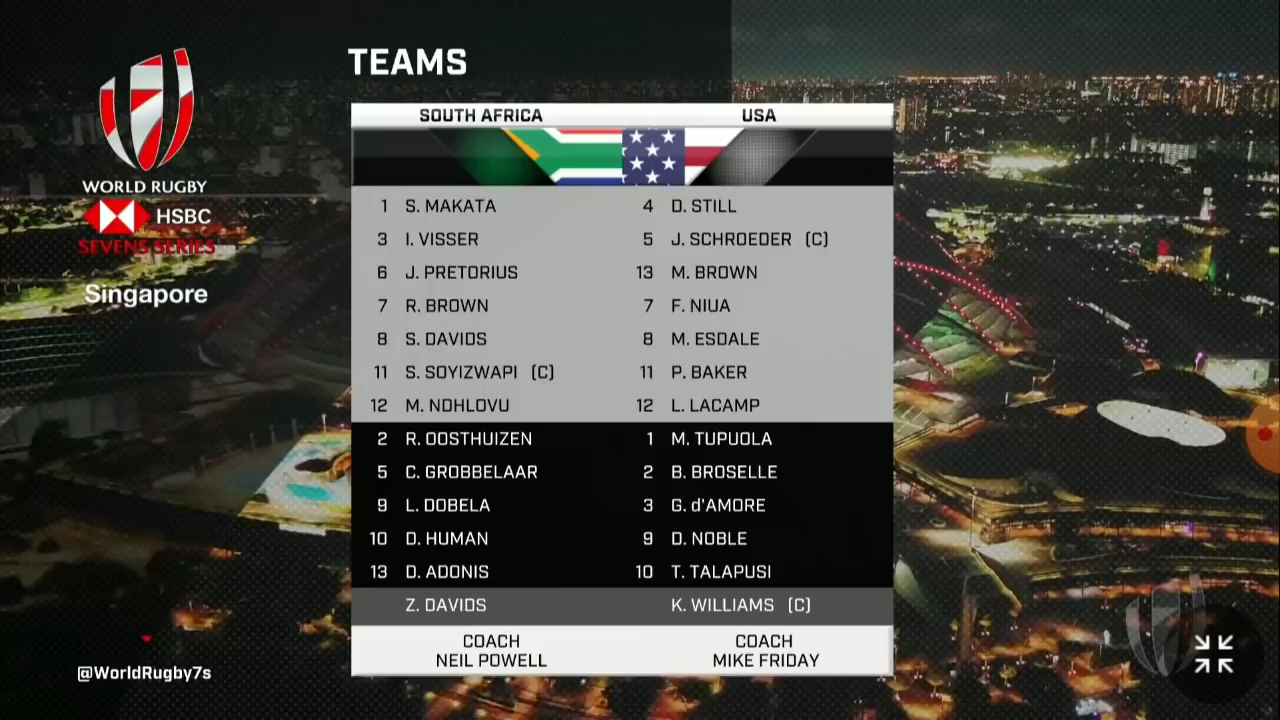 TEAMS
WORLD RUGBY
HSBC
SEVENS SERIES
Singapore
SOUTH AFRICA USA
1 S. MAKATA 4 D. STILL
3 I. VISSER 5 J. SCHROEDER (C)
6 J. PRETORIUS 13 M. BROWN
7 R. BROWN 7 F. NIUA
8 S. DAVIDS 8 M. ESDALE
11 S. SOYIZWAPI (C) 11 P. BAKER
12 M. NDHLOVU 12 L. LACAMP
2 R. OOSTHUIZEN 1 M. TUPUOLA
5 C. GROBBELAAR 2 B. BROSELLE
9 L. DOBELA 3 G. d'AMORE
10 D. HUMAN 9 D. NOBLE
13 D. ADONIS 10 T. TALAPUSI
Z. DAVIDS K. WILLIAMS (C)
COACH COACH
NEIL POWELL MIKE FRIDAY
@WorldRugby7s